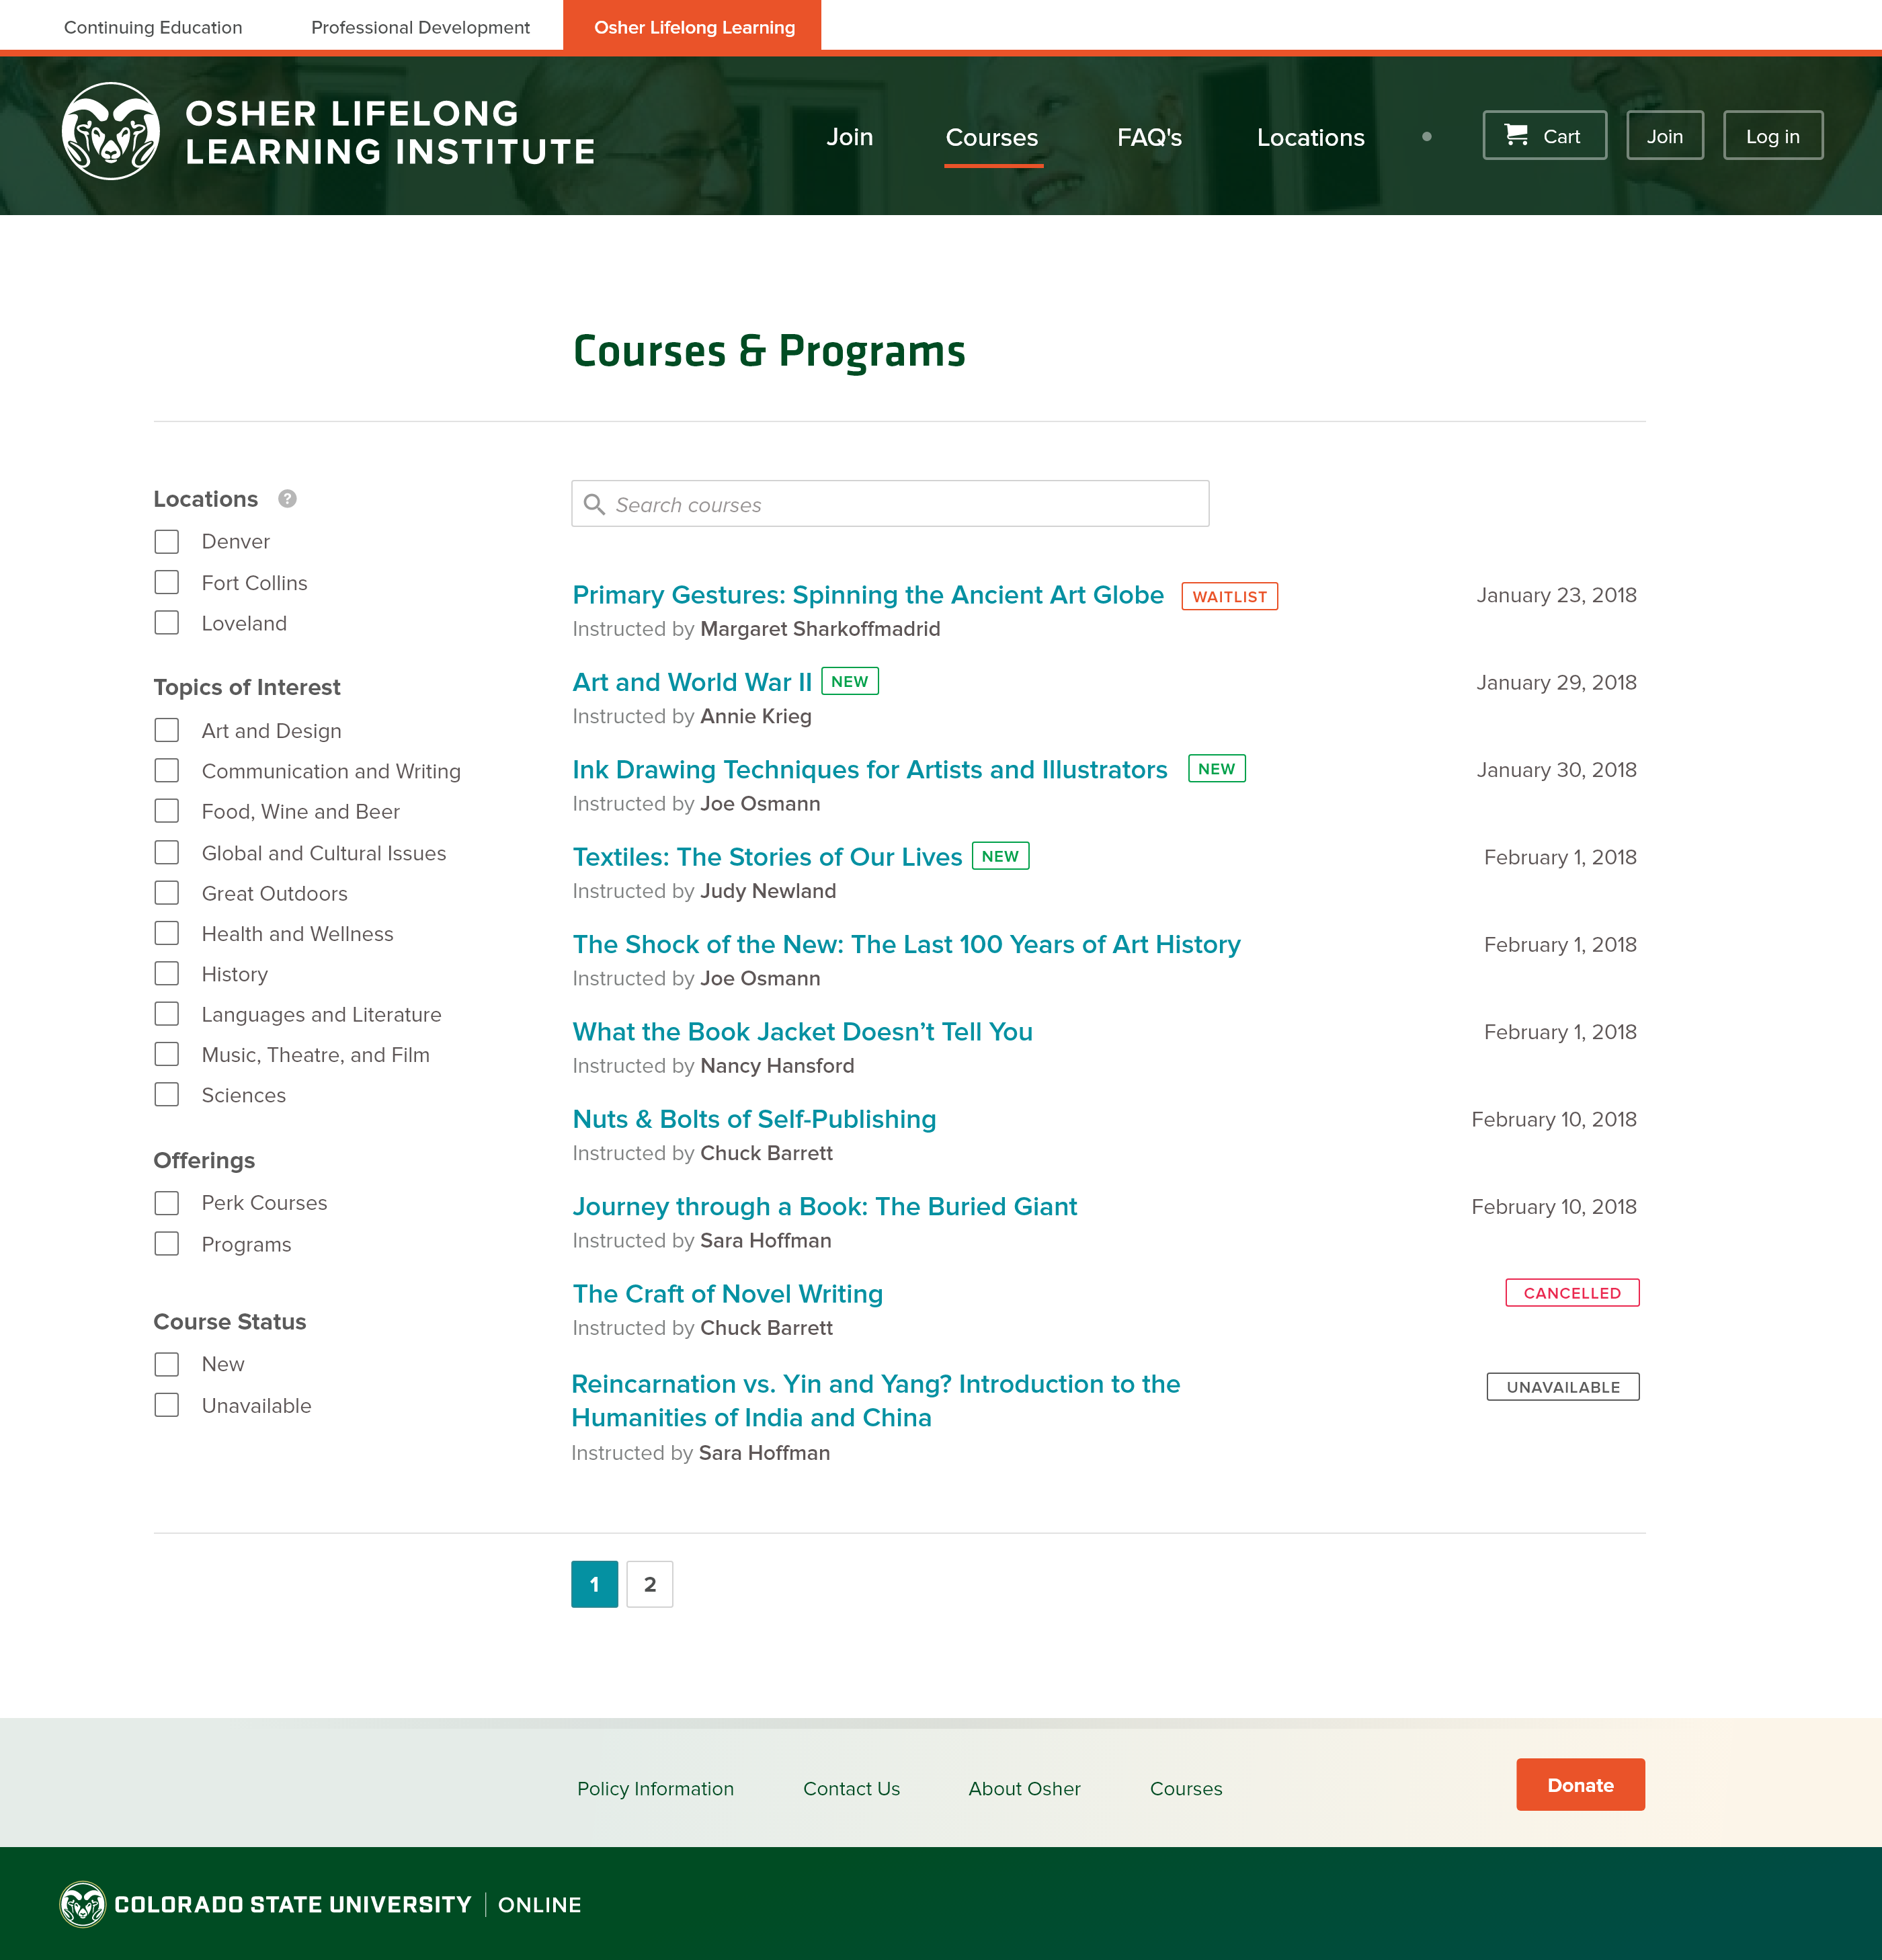 Continuing Education
Professional Development
Osher Lifelong Learning
OSHER LIFELONG
LEARNING INSTITUTE
Join
Courses
FAQ's
Locations
Cart
Join
Log in
Courses & Programs
Locations ?
Denver
Fort Collins
Loveland
Topics of Interest
Art and Design
Communication and Writing
Food, Wine and Beer
Global and Cultural Issues
Great Outdoors
Health and Wellness
History
Languages and Literature
Music, Theatre, and Film
Sciences
Offerings
Perk Courses
Programs
Course Status
New
Unavailable
Search courses
Primary Gestures: Spinning the Ancient Art Globe WAITLIST January 23, 2018
Instructed by Margaret Sharkoffmadrid
Art and World War II NEW January 29, 2018
Instructed by Annie Krieg
Ink Drawing Techniques for Artists and Illustrators NEW January 30, 2018
Instructed by Joe Osmann
Textiles: The Stories of Our Lives NEW February 1, 2018
Instructed by Judy Newland
The Shock of the New: The Last 100 Years of Art History February 1, 2018
Instructed by Joe Osmann
What the Book Jacket Doesn’t Tell You February 1, 2018
Instructed by Nancy Hansford
Nuts & Bolts of Self-Publishing February 10, 2018
Instructed by Chuck Barrett
Journey through a Book: The Buried Giant February 10, 2018
Instructed by Sara Hoffman
The Craft of Novel Writing CANCELLED
Instructed by Chuck Barrett
Reincarnation vs. Yin and Yang? Introduction to the UNAVAILABLE
Humanities of India and China
Instructed by Sara Hoffman
1 2
Policy Information
Contact Us
About Osher
Courses
Donate
COLORADO STATE UNIVERSITY | ONLINE